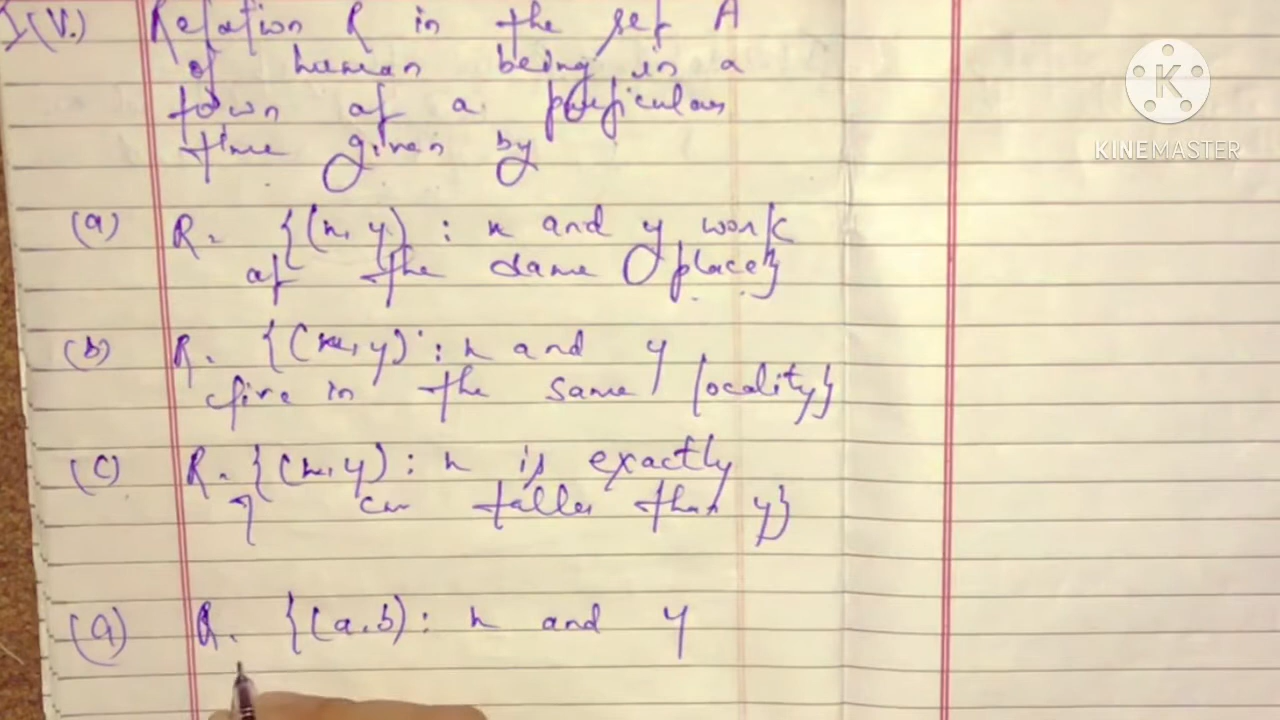 1(V.) Relation R in the set A
of human being in a
town at a particular
time given by
(a) R = {(x, y) : x and y work
at the same place}
(b) R = {(x, y) : x and y
live in the same locality}
(c) R = {(x, y) : x is exactly
7 cm taller than y}
(a) R = {(a, b) : x and y
K
KINEMASTER